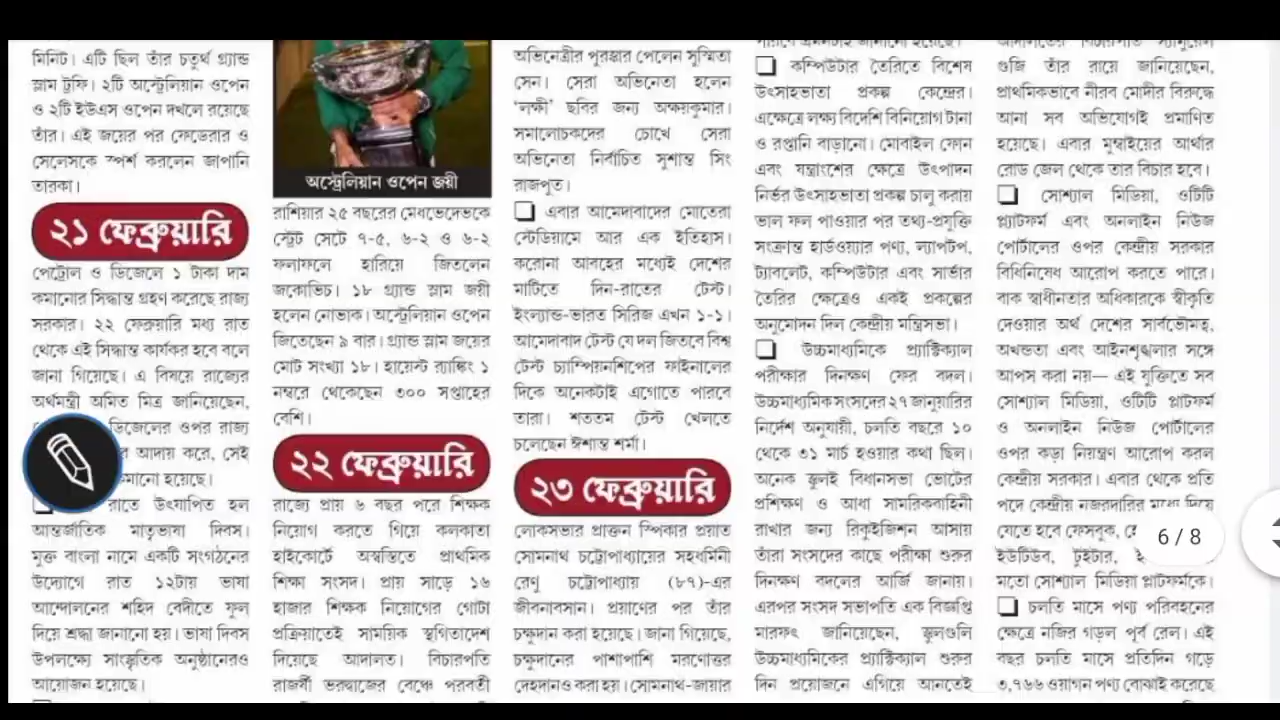 মিনিট। এটি ছিল তাঁর চতুর্থ গ্র্যান্ড
স্লাম ট্রফি। ২টি অস্ট্রেলিয়ান ওপেন
ও ২টি ইউএস ওপেন দখলে রয়েছে
তাঁর। এই জয়ের পর ফেডেরার ও
সেলেসকে স্পর্শ করলেন জাপানি
তারকা।
২১ ফেব্রুয়ারি
পেট্রোল ও ডিজেলে ১ টাকা দাম
কমানোর সিদ্ধান্ত গ্রহণ করেছে রাজ্য
সরকার। ২২ ফেব্রুয়ারি মধ্য রাত
থেকে এই সিদ্ধান্ত কার্যকর হবে বলে
জানা গিয়েছে। এ বিষয়ে রাজ্যের
অর্থমন্ত্রী অমিত মিত্র জানিয়েছেন,
ডিজেলের ওপর রাজ্য
আদায় করে, সেই
হয়েছে।
রাতে উৎযাপিত হল
আন্তর্জাতিক মাতৃভাষা দিবস।
মুক্ত বাংলা নামে একটি সংগঠনের
উদ্যোগে রাত ১২টায় ভাষা
আন্দোলনের শহিদ বেদীতে ফুল
দিয়ে শ্রদ্ধা জানানো হয়। ভাষা দিবস
উপলক্ষ্যে সাংস্কৃতিক অনুষ্ঠানেরও
আয়োজন হয়েছে।
অস্ট্রেলিয়ান ওপেন জয়ী
রাশিয়ার ২৫ বছরের মেধভেদেভকে
স্ট্রেট সেটে ৭-৫, ৬-২ ও ৬-২
ফলাফলে হারিয়ে জিতলেন
জকোভিচ। ১৮ গ্র্যান্ড স্লাম জয়ী
হলেন নোভাক। অস্ট্রেলিয়ান ওপেন
জিতেছেন ৯ বার। গ্র্যান্ড স্লাম জয়ের
মোট সংখ্যা ১৮। হায়েস্ট র‍্যাঙ্কিং ১
নম্বরে থেকেছেন ৩০০ সপ্তাহের
বেশি।
২২ ফেব্রুয়ারি
রাজ্যে প্রায় ৬ বছর পরে শিক্ষক
নিয়োগ করতে গিয়ে কলকাতা
হাইকোর্টে অস্বস্তিতে প্রাথমিক
শিক্ষা সংসদ। প্রায় সাড়ে ১৬
হাজার শিক্ষক নিয়োগের গোটা
প্রক্রিয়াতেই সাময়িক স্থগিতাদেশ
দিয়েছে আদালত। বিচারপতি
রাজর্ষী ভরদ্বাজের বেঞ্চে পরবর্তী
অভিনেত্রীর পুরস্কার পেলেন সুস্মিতা
সেন। সেরা অভিনেতা হলেন
‘লক্ষী’ ছবির জন্য অক্ষয়কুমার।
সমালোচকদের চোখে সেরা
অভিনেতা নির্বাচিত সুশান্ত সিং
রাজপুত।
❑ এবার আমেদাবাদের মোতেরা
স্টেডিয়ামে আর এক ইতিহাস।
করোনা আবহের মধ্যেই দেশের
মাটিতে দিন-রাতের টেস্ট।
ইংল্যান্ড-ভারত সিরিজ এখন ১-১।
আমেদাবাদ টেস্ট যে দল জিতবে বিশ্ব
টেস্ট চ্যাম্পিয়নশিপের ফাইনালের
দিকে অনেকটাই এগোতে পারবে
তারা। শততম টেস্ট খেলতে
চলেছেন ঈশান্ত শর্মা।
২৩ ফেব্রুয়ারি
লোকসভার প্রাক্তন স্পিকার প্রয়াত
সোমনাথ চট্টোপাধ্যায়ের সহধর্মিনী
রেণু চট্টোপাধ্যায় (৮৭)-এর
জীবনাবসান। প্রয়াণের পর তাঁর
চক্ষুদান করা হয়েছে। জানা গিয়েছে,
চক্ষুদানের পাশাপাশি মরণোত্তর
দেহদানও করা হয়। সোমনাথ-জায়ার
❑ কম্পিউটার তৈরিতে বিশেষ
উৎসাহভাতা প্রকল্প কেন্দ্রের।
এক্ষেত্রে লক্ষ্য বিদেশি বিনিয়োগ টানা
ও রপ্তানি বাড়ানো। মোবাইল ফোন
এবং যন্ত্রাংশের ক্ষেত্রে উৎপাদন
নির্ভর উৎসাহভাতা প্রকল্প চালু করায়
ভাল ফল পাওয়ার পর তথ্য-প্রযুক্তি
সংক্রান্ত হার্ডওয়্যার পণ্য, ল্যাপটপ,
ট্যাবলেট, কম্পিউটার এবং সার্ভার
তৈরির ক্ষেত্রেও একই প্রকল্পের
অনুমোদন দিল কেন্দ্রীয় মন্ত্রিসভা।
❑ উচ্চমাধ্যমিকে প্র্যাক্টিক্যাল
পরীক্ষার দিনক্ষণ ফের বদল।
উচ্চমাধ্যমিক সংসদের ২৭ জানুয়ারির
নির্দেশ অনুযায়ী, চলতি বছরে ১০
থেকে ৩১ মার্চ হওয়ার কথা ছিল।
অনেক স্কুলই বিধানসভা ভোটের
প্রশিক্ষণ ও আধা সামরিকবাহিনী
রাখার জন্য রিকুইজিশন আসায়
তাঁরা সংসদের কাছে পরীক্ষা শুরুর
দিনক্ষণ বদলের আর্জি জানায়।
এরপর সংসদ সভাপতি এক বিজ্ঞপ্তি
মারফৎ জানিয়েছেন, স্কুলগুলি
উচ্চমাধ্যমিকের প্র্যাক্টিক্যাল শুরুর
দিন প্রয়োজনে এগিয়ে আনতেই
গুজি তাঁর রায়ে জানিয়েছেন,
প্রাথমিকভাবে নীরব মোদীর বিরুদ্ধে
আনা সব অভিযোগই প্রমাণিত
হয়েছে। এবার মুম্বাইয়ের আর্থার
রোড জেল থেকে তার বিচার হবে।
❑ সোশ্যাল মিডিয়া, ওটিটি
প্ল্যাটফর্ম এবং অনলাইন নিউজ
পোর্টালের ওপর কেন্দ্রীয় সরকার
বিধিনিষেধ আরোপ করতে পারে।
বাক স্বাধীনতার অধিকারকে স্বীকৃতি
দেওয়ার অর্থ দেশের সার্বভৌমত্ব,
অখন্ডতা এবং আইনশৃঙ্খলার সঙ্গে
আপস করা নয়— এই যুক্তিতে সব
সোশ্যাল মিডিয়া, ওটিটি প্লাটফর্ম
ও অনলাইন নিউজ পোর্টালের
ওপর কড়া নিয়ন্ত্রণ আরোপ করল
কেন্দ্রীয় সরকার। এবার থেকে প্রতি
পদে কেন্দ্রীয় নজরদারির মধ্যে দিয়ে
যেতে হবে ফেসবুক,
ইউটিউব, টুইটার,
মতো সোশ্যাল মিডিয়া প্লাটফর্মকে।
❑ চলতি মাসে পণ্য পরিবহনের
ক্ষেত্রে নজির গড়ল পূর্ব রেল। এই
বছর চলতি মাসে প্রতিদিন গড়ে
৩,৭৬৬ ওয়াগন পণ্য বোঝাই করেছে
6 / 8